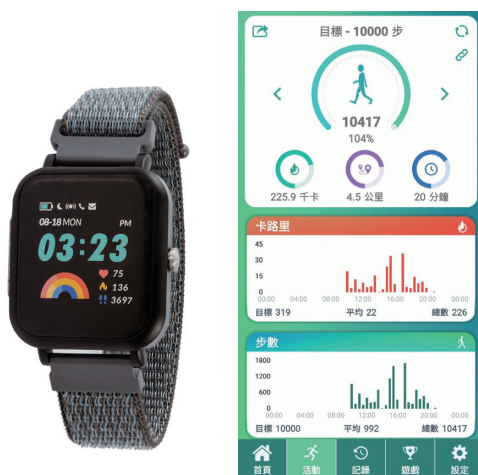 08-18 MON PM
03:23
75
136
3697
目標 - 10000 步
10417
104%
225.9 千卡
4.5 公里
20 分鐘
卡路里
45
30
15
0
00:00 04:00 08:00 12:00 16:00 20:00 00:00
目標 319 平均 22 總數 226
步數
1800
1200
600
0
00:00 04:00 08:00 12:00 16:00 20:00 00:00
目標 10000 平均 992 總數 10417
首頁 活動 記錄 遊戲 設定